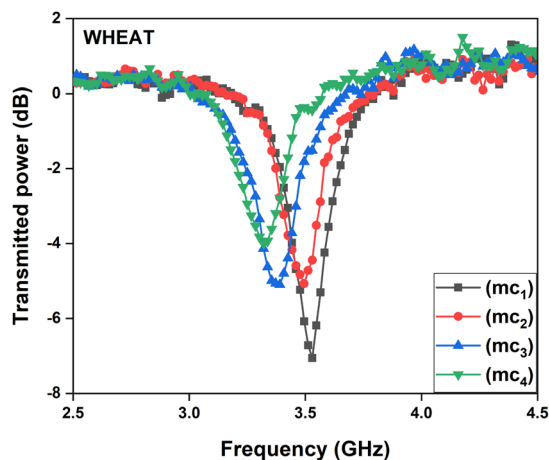 WHEAT
Transmitted power (dB)
2
0
-2
-4
-6
-8
2.5 3.0 3.5 4.0 4.5
Frequency (GHz)
(mc₁)
(mc₂)
(mc₃)
(mc₄)